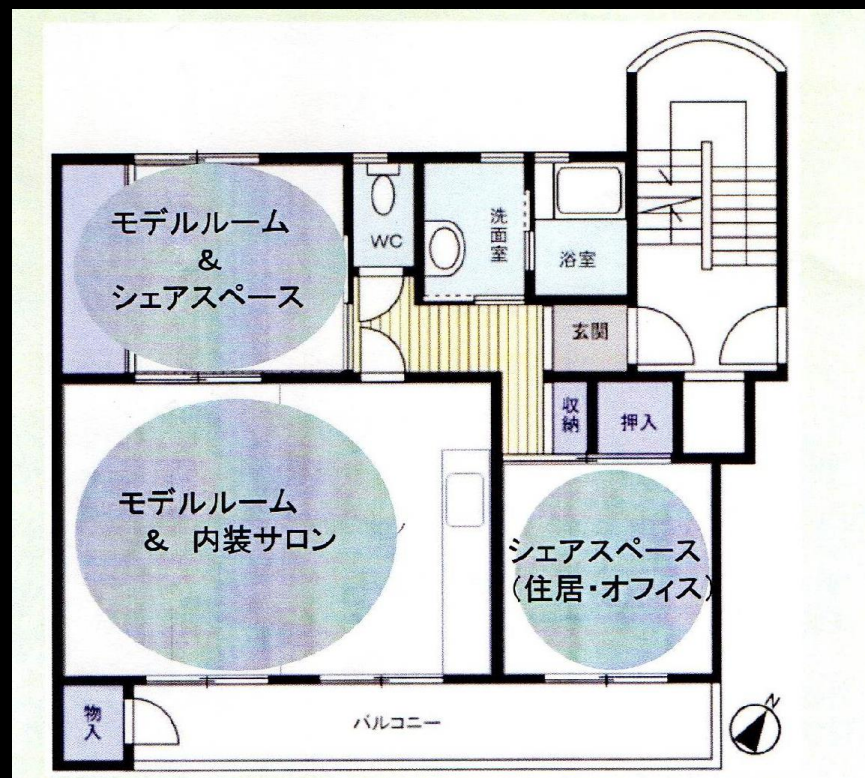 モデルルーム
&
シェアスペース
WC
洗面室
浴室
玄関
収納
押入
モデルルーム
& 内装サロン
シェアスペース
(住居・オフィス)
物入
バルコニー
N